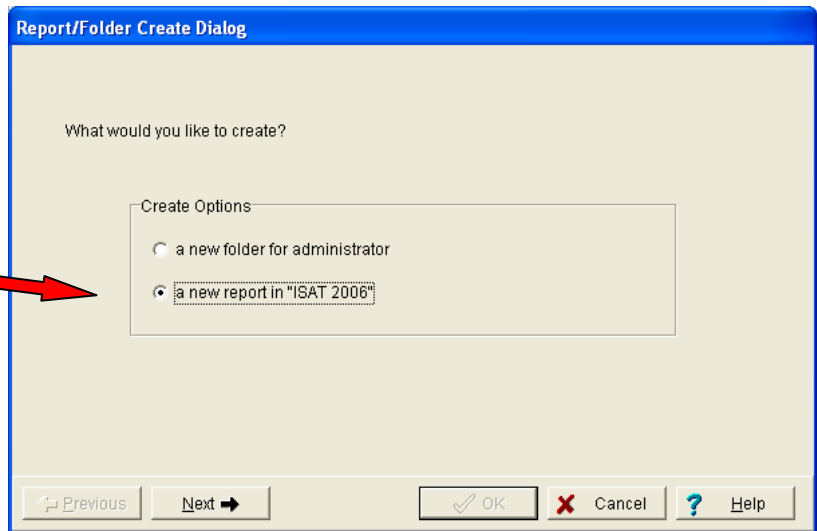 Report/Folder Create Dialog
What would you like to create?
Create Options
a new folder for administrator
a new report in "ISAT 2006"
Previous Next OK Cancel ? Help